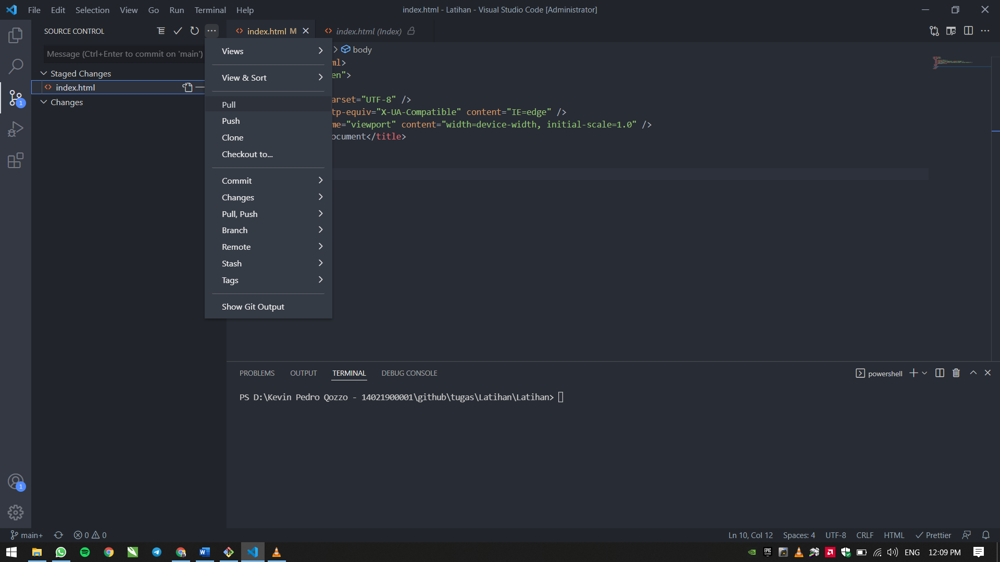 File Edit Selection View Go Run Terminal Help
index.html - Latihan - Visual Studio Code [Administrator]
SOURCE CONTROL
index.html M
index.html (Index)
Message (Ctrl+Enter to commit on 'main')
Staged Changes
index.html
1
Changes
Views
View & Sort
Pull
Push
Clone
Checkout to...
Commit
Changes
Pull, Push
Branch
Remote
Stash
Tags
Show Git Output
body
ml>
en">
arset="UTF-8" />
tp-equiv="X-UA-Compatible" content="IE=edge" />
me="viewport" content="width=device-width, initial-scale=1.0" />
ocument</title>
PROBLEMS OUTPUT TERMINAL DEBUG CONSOLE
powershell
PS D:\Kevin Pedro Qozzo - 14021900001\github\tugas\Latihan\Latihan>
1
main+ 0 0
Ln 10, Col 12 Spaces: 4 UTF-8 CRLF HTML Prettier
ENG 12:09 PM